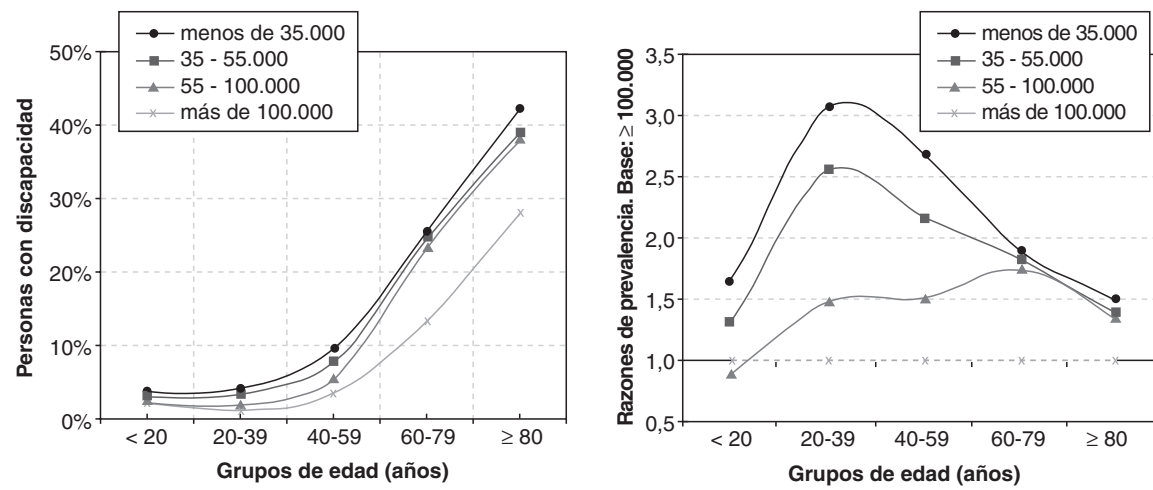 menos de 35.000
35 - 55.000
55 - 100.000
más de 100.000
Personas con discapacidad
50%
40%
30%
20%
10%
0%
< 20
20-39
40-59
60-79
≥ 80
Grupos de edad (años)
menos de 35.000
35 - 55.000
55 - 100.000
más de 100.000
Razones de prevalencia. Base: ≥ 100.000
3,5
3,0
2,5
2,0
1,5
1,0
0,5
< 20
20-39
40-59
60-79
≥ 80
Grupos de edad (años)